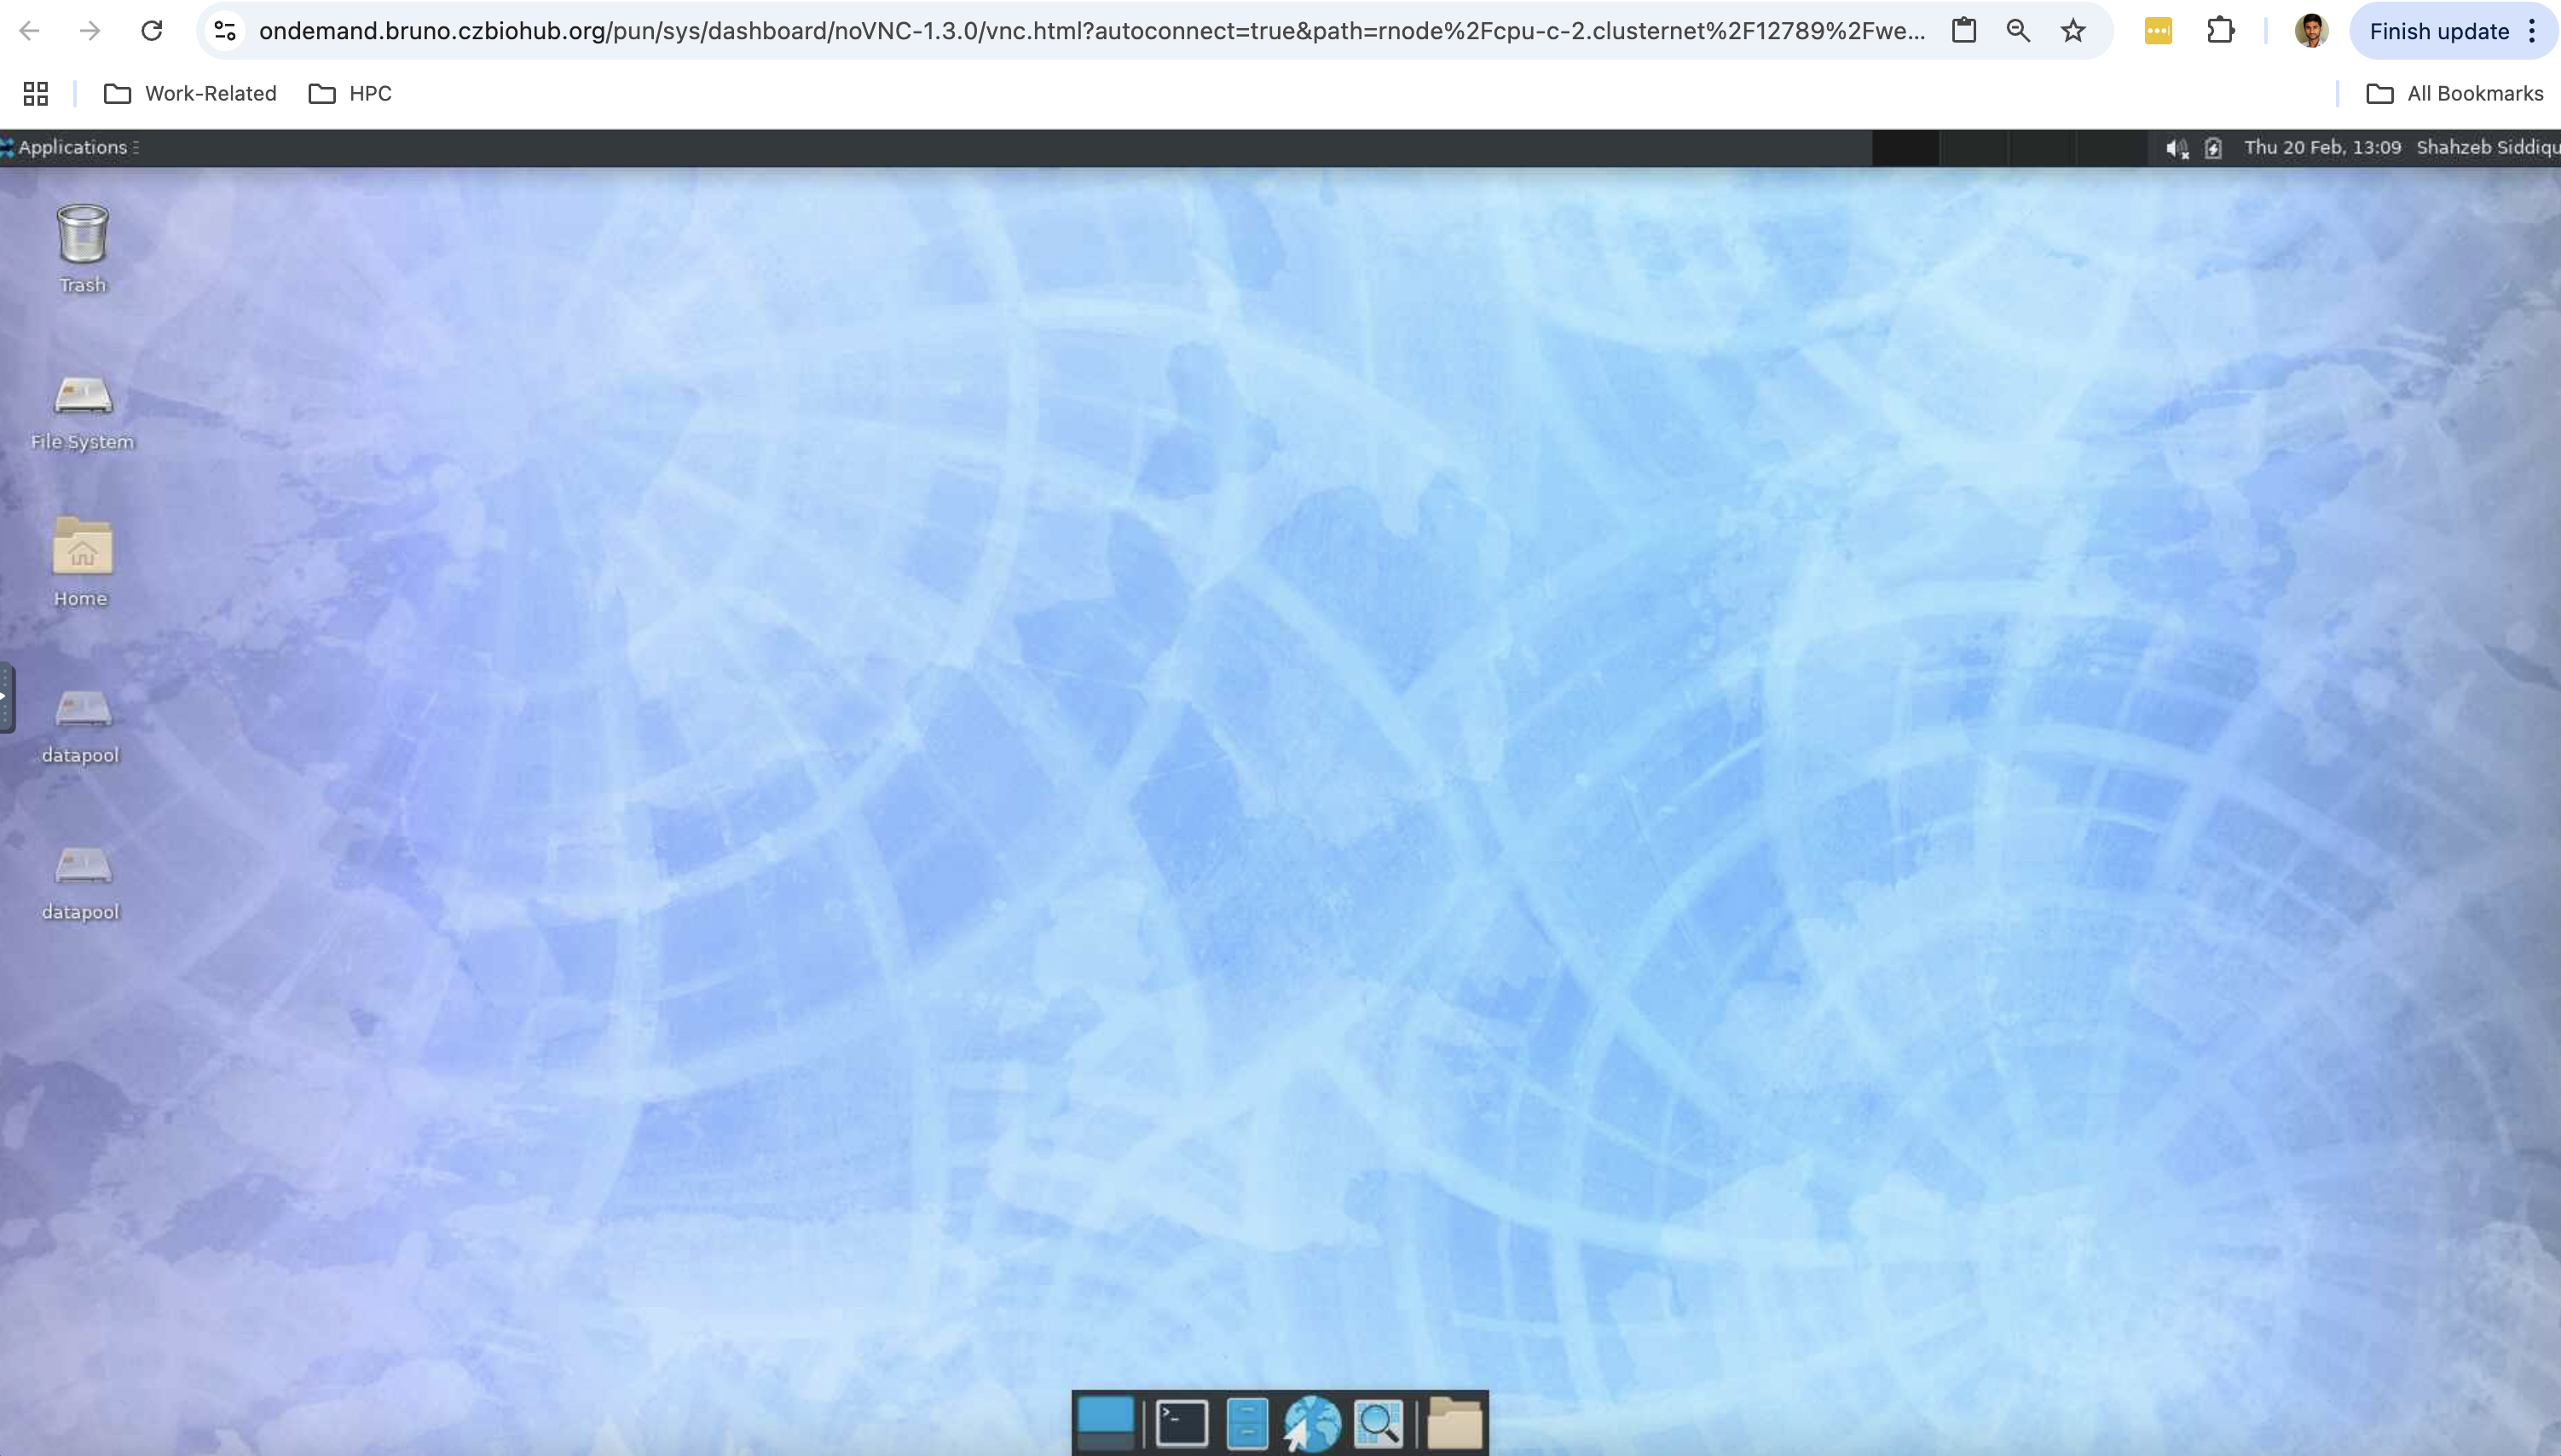 ondemand.bruno.czbiohub.org/pun/sys/dashboard/noVNC-1.3.0/vnc.html?autoconnect=true&path=rnode%2Fcpu-c-2.clusternet%2F12789%2Fwe...
Finish update
Work-Related
HPC
All Bookmarks
Applications
Thu 20 Feb, 13:09
Shahzeb Siddiqu
Trash
File System
Home
datapool
datapool